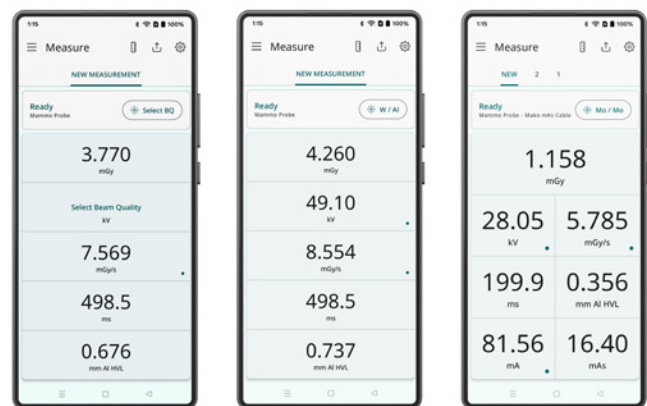 1:15
100%
Measure
NEW MEASUREMENT
Ready
Mammo Probe
Select BQ
3.770
mGy
Select Beam Quality
kV
7.569
mGy/s
498.5
ms
0.676
mm Al HVL
1:15
100%
Measure
NEW MEASUREMENT
Ready
Mammo Probe
W / Al
4.260
mGy
49.10
kV
8.554
mGy/s
498.5
ms
0.737
mm Al HVL
1:15
100%
Measure
NEW 2 1
Ready
Mammo Probe - Mako mAs Cable
Mo / Mo
1.158
mGy
28.05 5.785
kV mGy/s
199.9 0.356
ms mm Al HVL
81.56 16.40
mA mAs